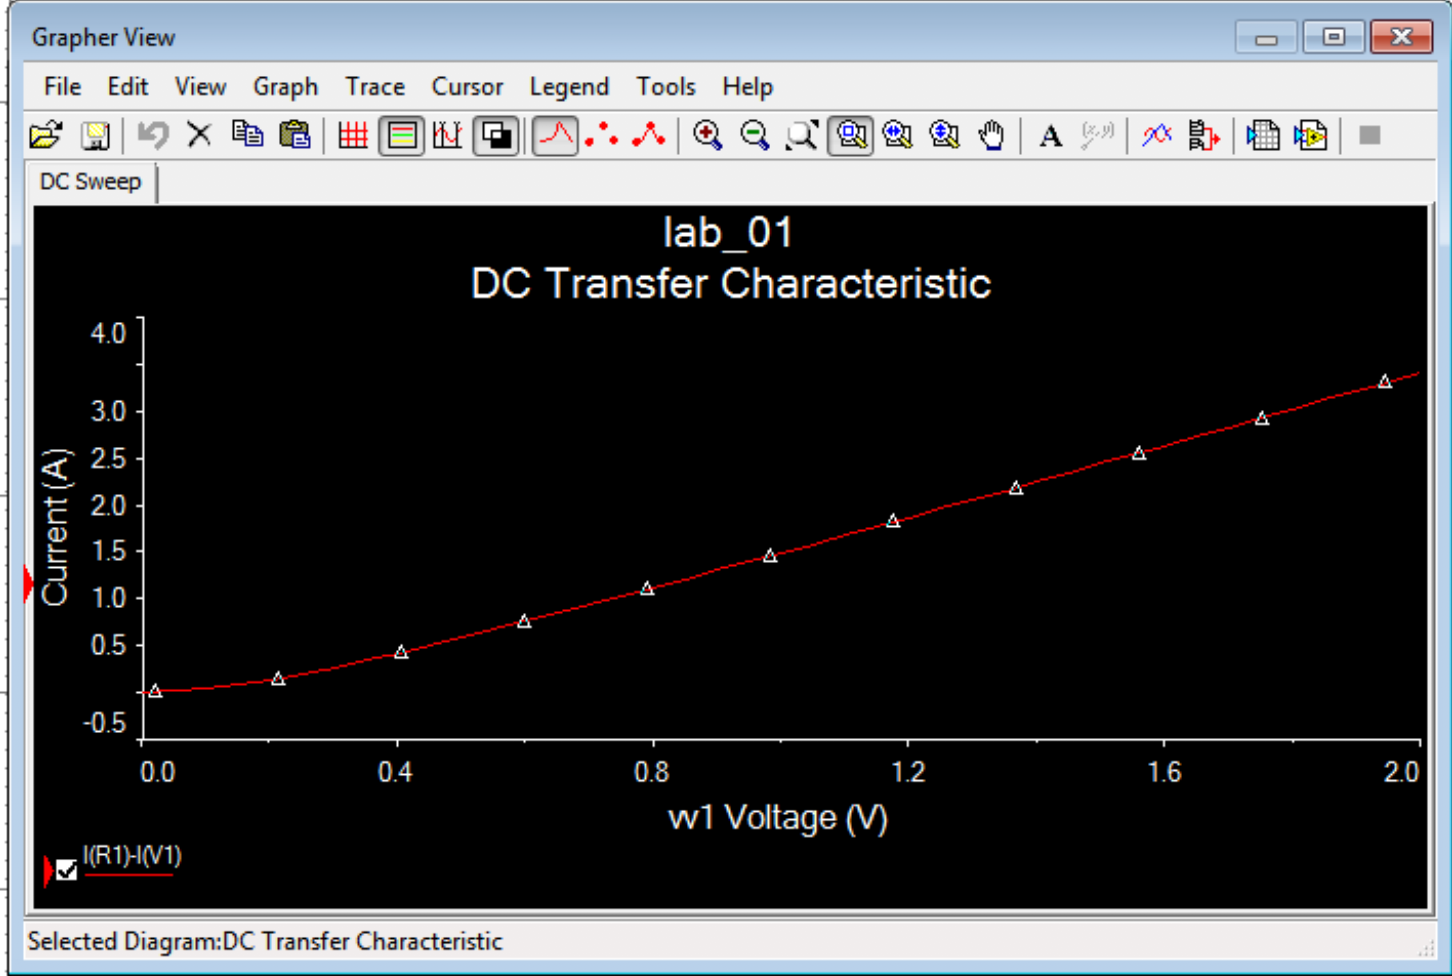 Grapher View
File Edit View Graph Trace Cursor Legend Tools Help
A (x,y)
DC Sweep
lab_01
DC Transfer Characteristic
4.0
3.0
2.5
2.0
1.5
1.0
0.5
-0.5
Current (A)
0.0 0.4 0.8 1.2 1.6 2.0
vv1 Voltage (V)
I(R1)-I(V1)
Selected Diagram:DC Transfer Characteristic